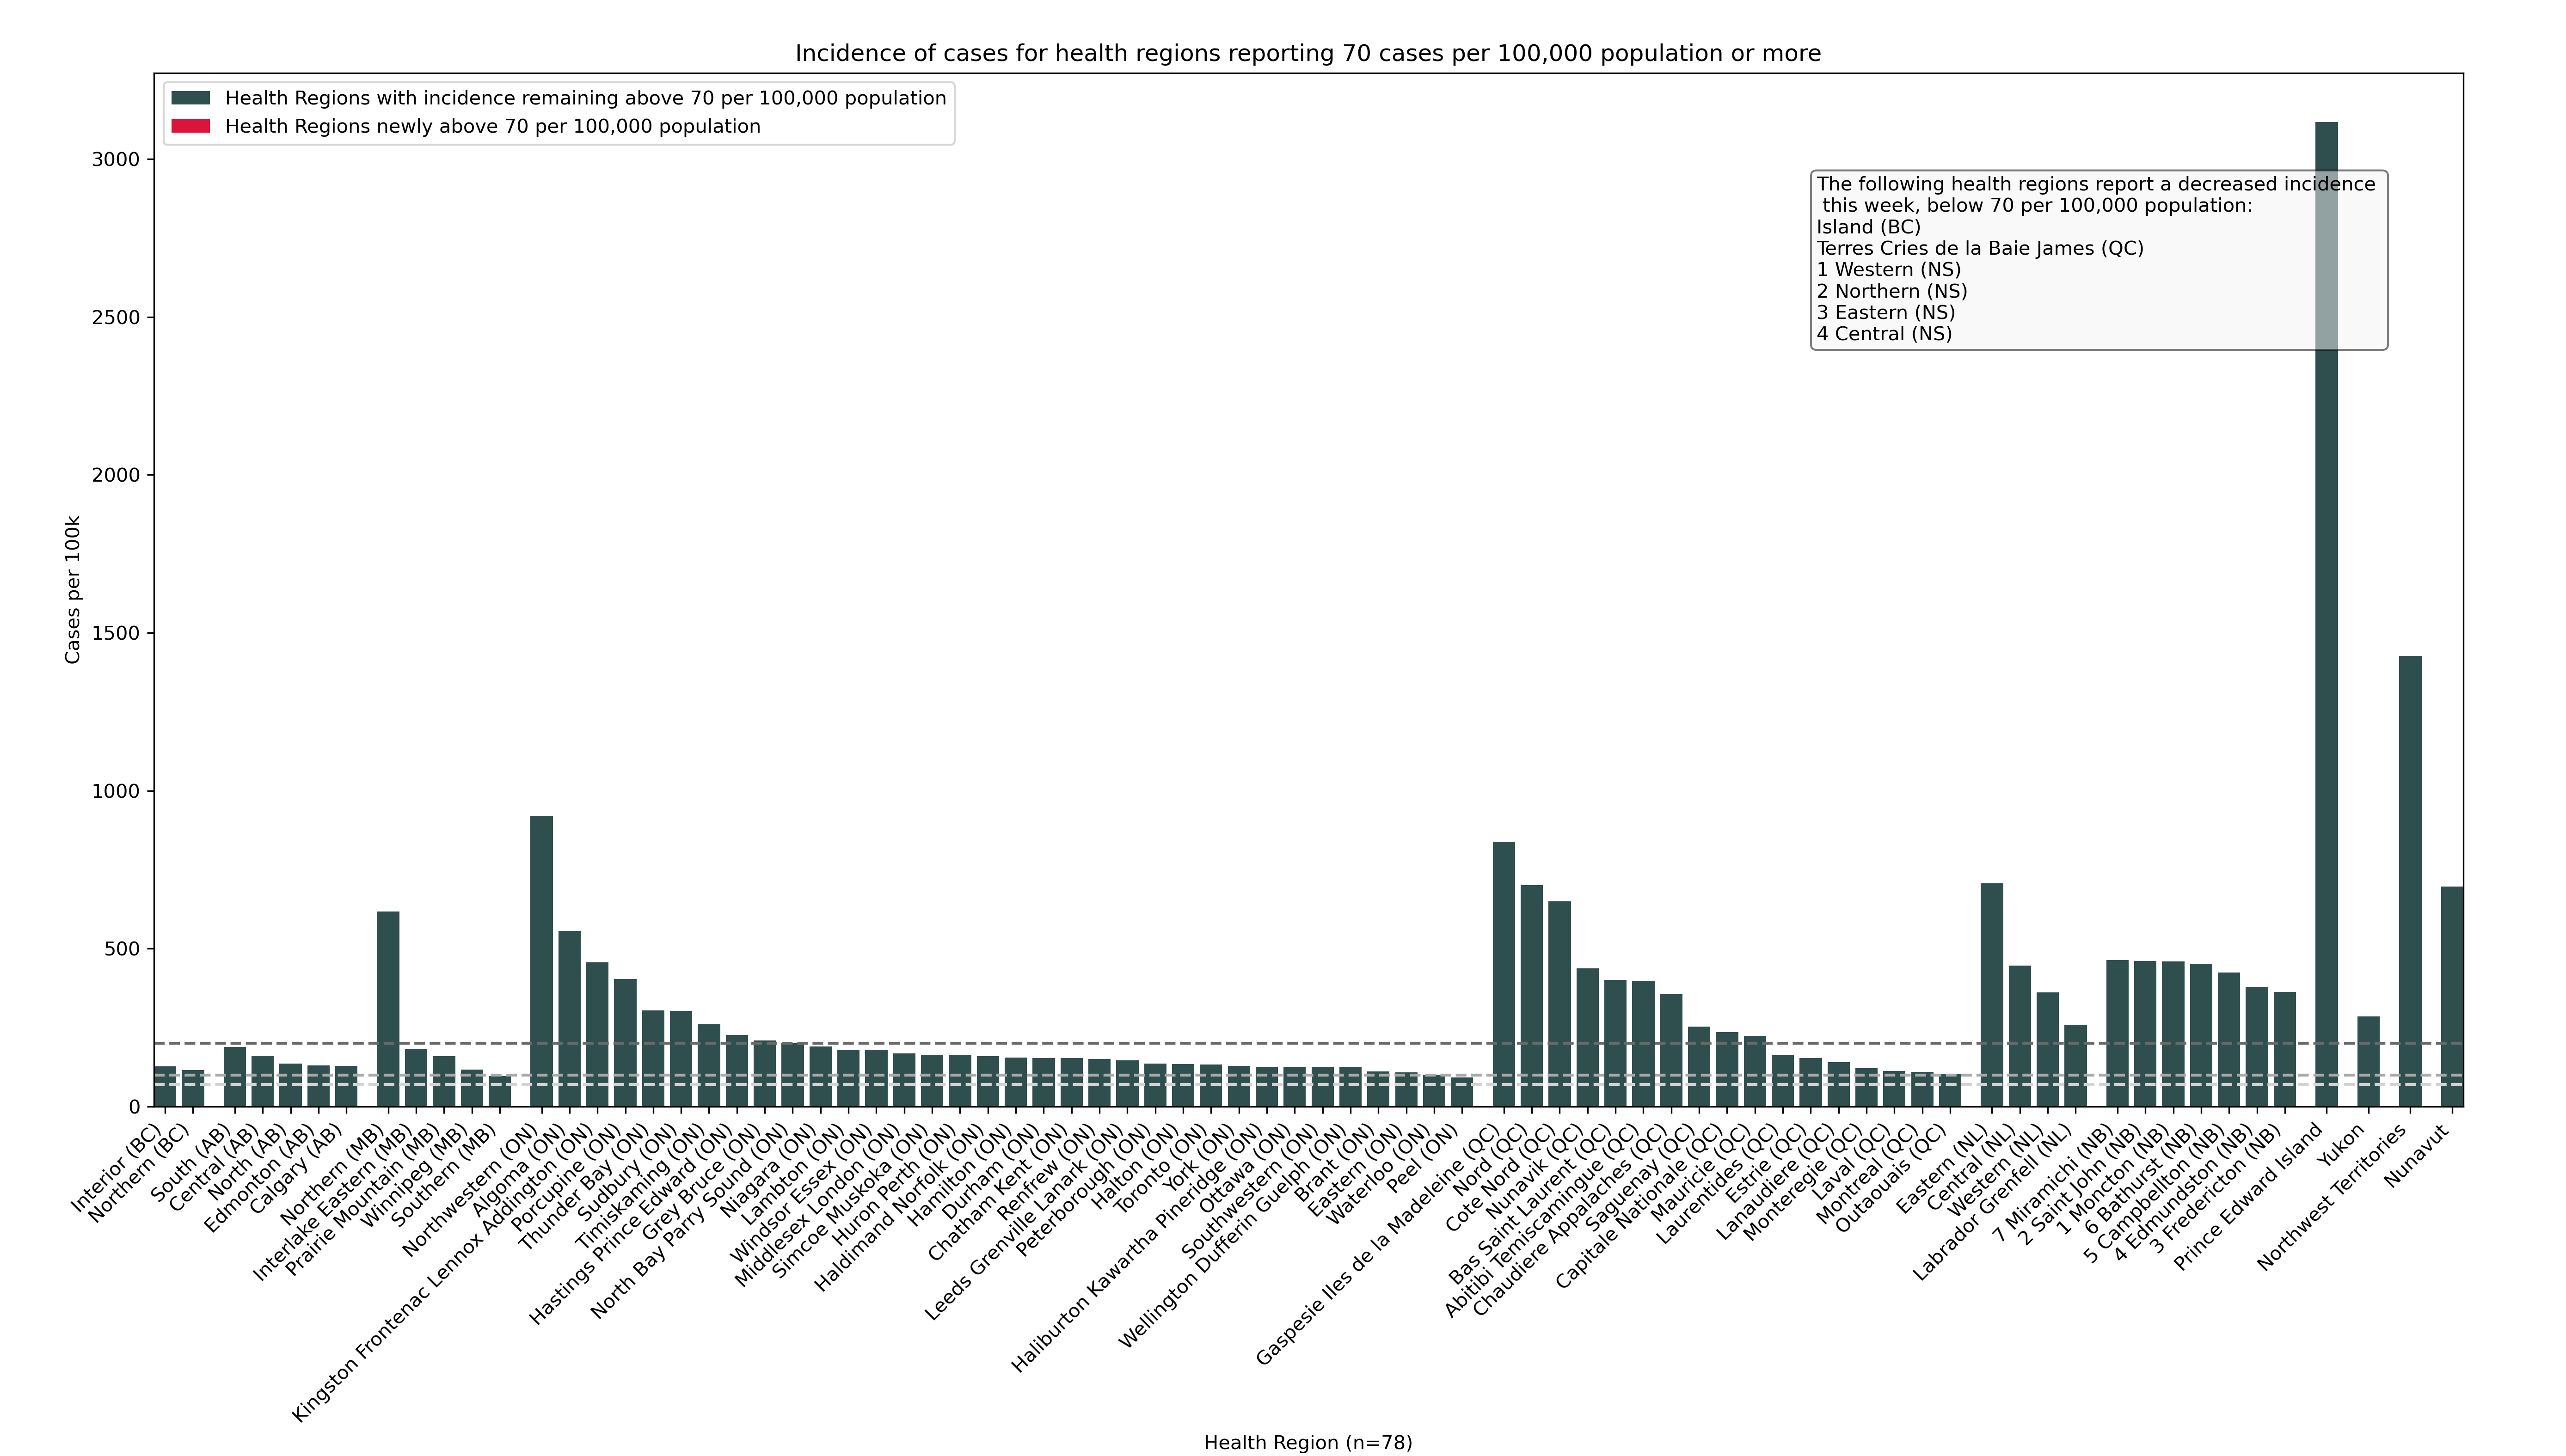 Incidence of cases for health regions reporting 70 cases per 100,000 population or more
Health Regions with incidence remaining above 70 per 100,000 population
Health Regions newly above 70 per 100,000 population
The following health regions report a decreased incidence
this week, below 70 per 100,000 population:
Island (BC)
Terres Cries de la Baie James (QC)
1 Western (NS)
2 Northern (NS)
3 Eastern (NS)
4 Central (NS)
Cases per 100k
3000
2500
2000
1500
1000
500
0
Interior (BC)
Northern (BC)
South (AB)
Central (AB)
North (AB)
Edmonton (AB)
Calgary (AB)
Northern (MB)
Interlake Eastern (MB)
Prairie Mountain (MB)
Winnipeg (MB)
Southern (MB)
Northwestern (ON)
Algoma (ON)
Kingston Frontenac Lennox Addington (ON)
Porcupine (ON)
Thunder Bay (ON)
Sudbury (ON)
Timiskaming (ON)
Hastings Prince Edward (ON)
Grey Bruce (ON)
North Bay Parry Sound (ON)
Niagara (ON)
Lambton (ON)
Windsor Essex (ON)
Middlesex London (ON)
Simcoe Muskoka (ON)
Huron Perth (ON)
Haldimand Norfolk (ON)
Hamilton (ON)
Durham (ON)
Chatham Kent (ON)
Renfrew (ON)
Leeds Grenville Lanark (ON)
Peterborough (ON)
Halton (ON)
Toronto (ON)
York (ON)
Haliburton Kawartha Pineridge (ON)
Ottawa (ON)
Southwestern (ON)
Wellington Dufferin Guelph (ON)
Brant (ON)
Eastern (ON)
Waterloo (ON)
Peel (ON)
Gaspesie Iles de la Madeleine (QC)
Nord (QC)
Cote Nord (QC)
Nunavik (QC)
Bas Saint Laurent (QC)
Abitibi Temiscamingue (QC)
Chaudiere Appalaches (QC)
Saguenay (QC)
Capitale Nationale (QC)
Mauricie (QC)
Laurentides (QC)
Estrie (QC)
Lanaudiere (QC)
Monteregie (QC)
Laval (QC)
Montreal (QC)
Outaouais (QC)
Eastern (NL)
Central (NL)
Western (NL)
Labrador Grenfell (NL)
7 Miramichi (NB)
2 Saint John (NB)
1 Moncton (NB)
6 Bathurst (NB)
5 Campbellton (NB)
4 Edmundston (NB)
3 Fredericton (NB)
Prince Edward Island
Yukon
Northwest Territories
Nunavut
Health Region (n=78)